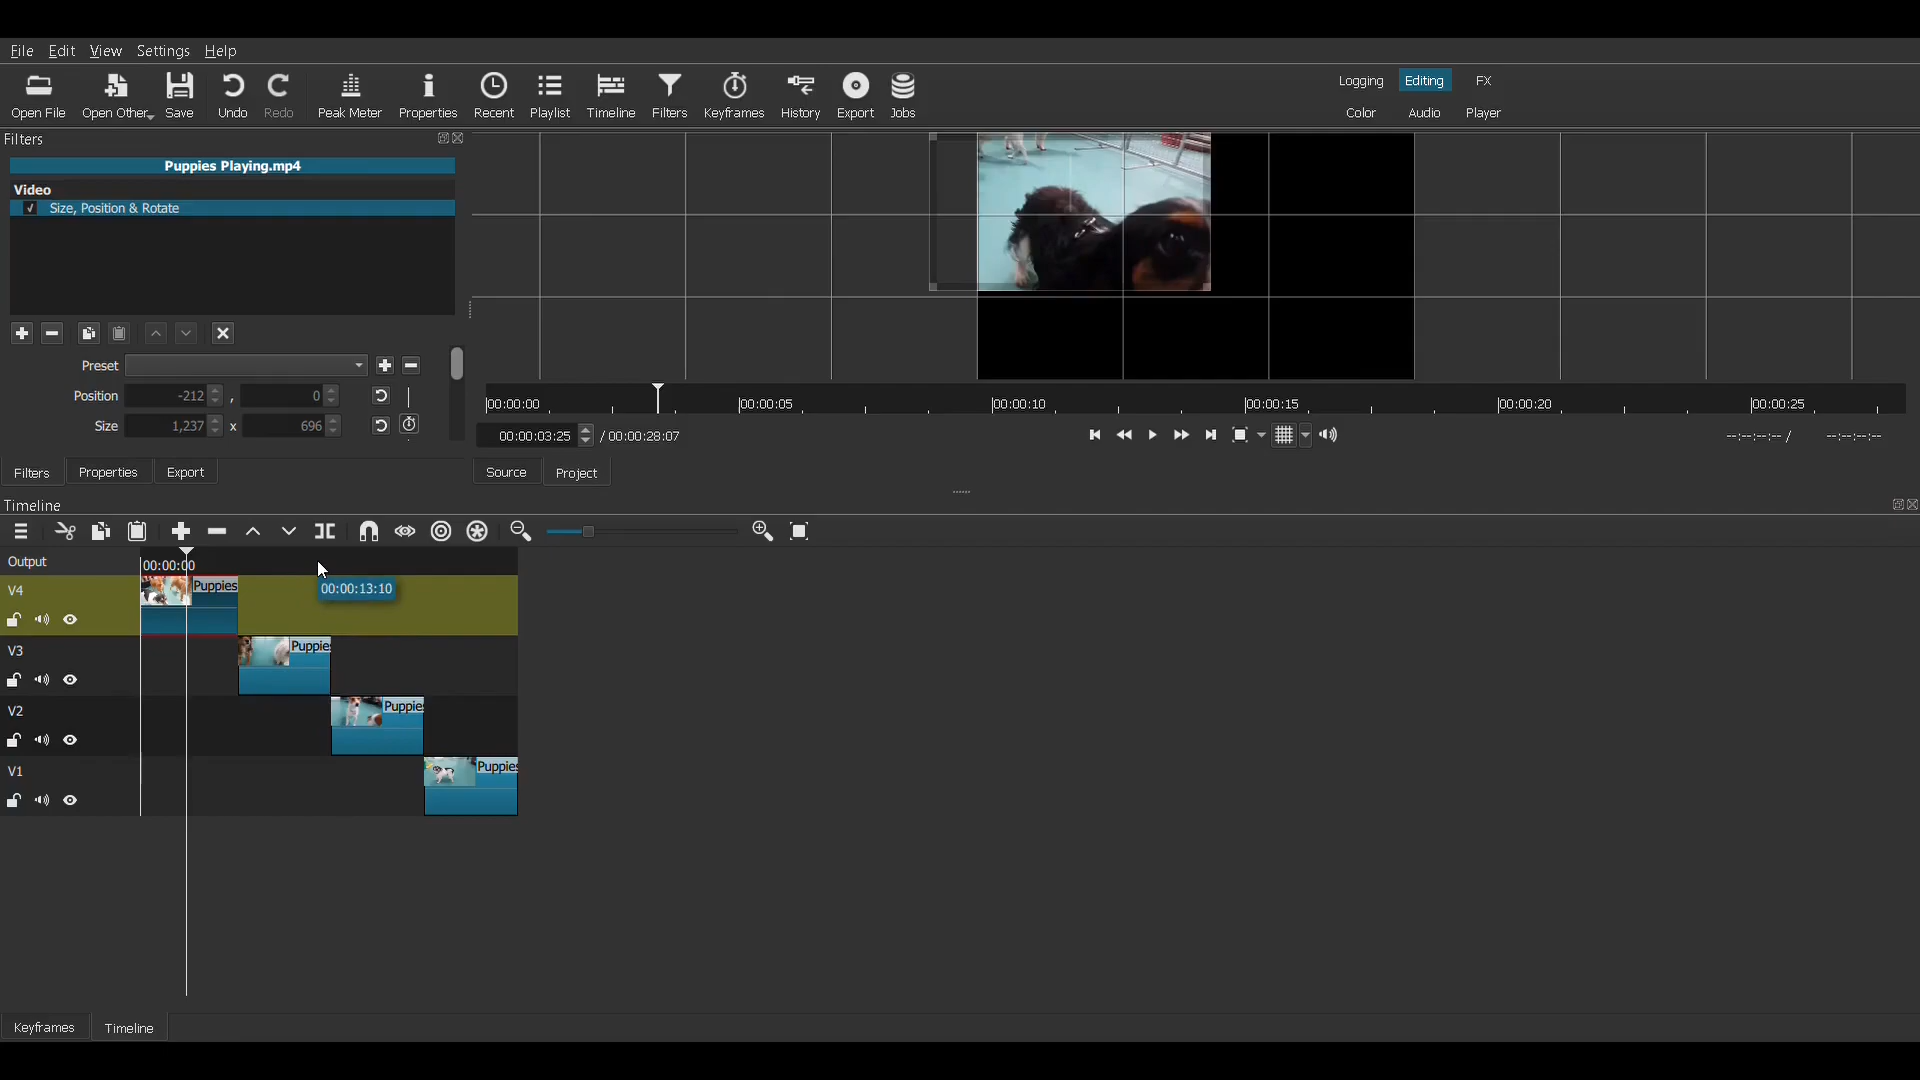 File Edit View Settings Help
Open File Open Other Save Undo Redo Peak Meter Properties Recent Playlist Timeline Filters Keyframes History Export Jobs
Logging Editing FX
Color Audio Player
Filters
Puppies Playing.mp4
Video
Size, Position & Rotate
Preset
Position -212 , 0
Size 1,237 x 696
00:00:00 00:00:05 00:00:10 00:00:15 00:00:20 00:00:25
00:00:03:25 / 00:00:28:07
--:--:--:-- / --:--:--:--
Filters Properties Export
Source Project
Timeline
Output
00:00:00
00:00:13:10
V4
Puppies
V3
Puppies
V2
Puppies
V1
Puppies
Keyframes Timeline